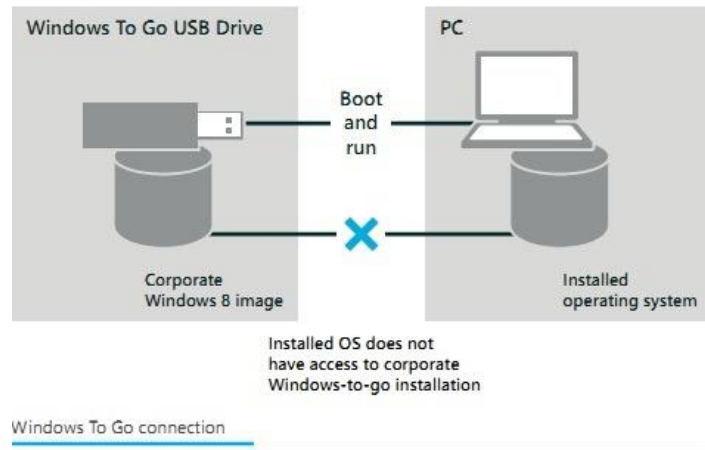 Windows To Go USB Drive
PC
Boot
and
run
Corporate
Windows 8 image
Installed
operating system
Installed OS does not
have access to corporate
Windows-to-go installation
Windows To Go connection